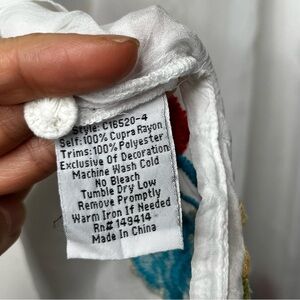 Style: C16520-4
Self:100% Cupra Rayon
Trims:100% Polyester
Exclusive Of Decoration
Machine Wash Cold
No Bleach
Tumble Dry Low
Remove Promptly
Warm Iron If Needed
Rn# 149414
Made In China